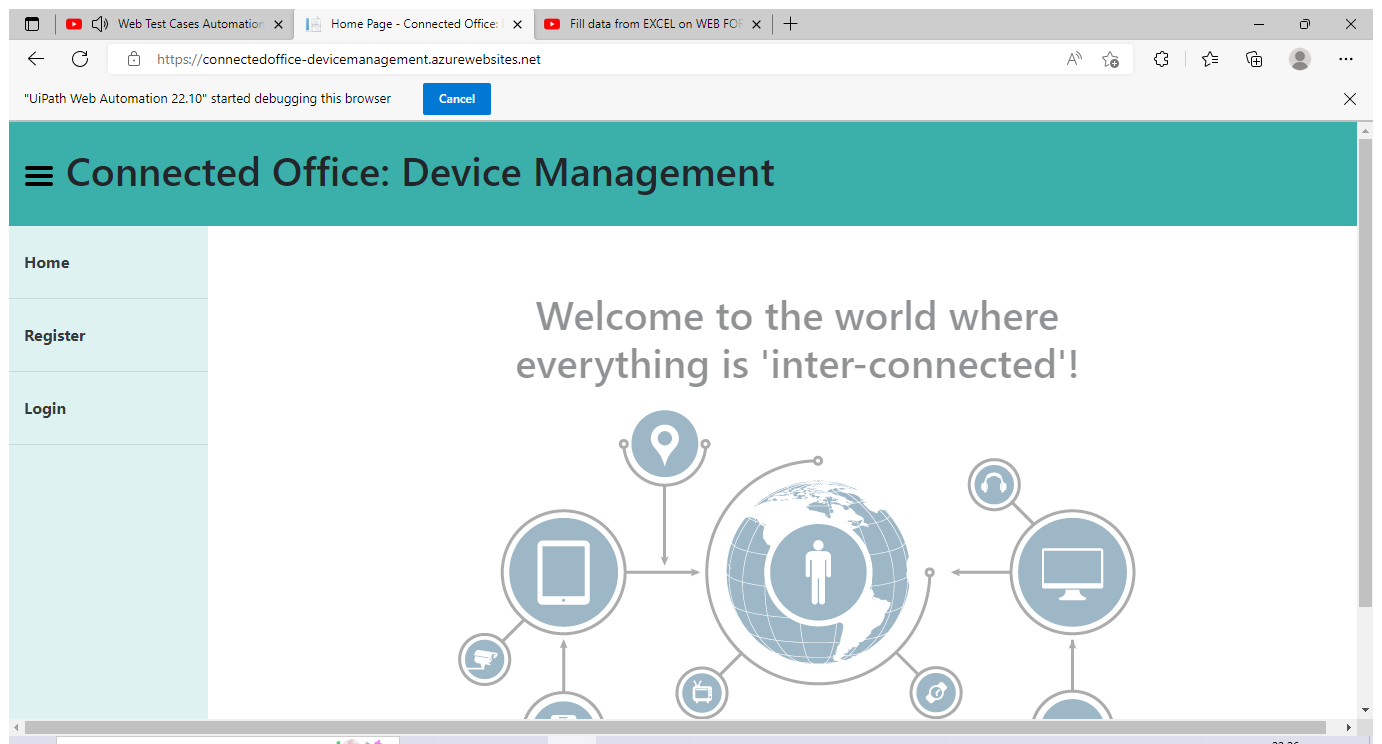 Web Test Cases Automation
Home Page - Connected Office:
Fill data from EXCEL on WEB FOR
https://connectedoffice-devicemanagement.azurewebsites.net
"UiPath Web Automation 22.10" started debugging this browser
Cancel
Connected Office: Device Management
Home
Register
Login
Welcome to the world where
everything is 'inter-connected'!